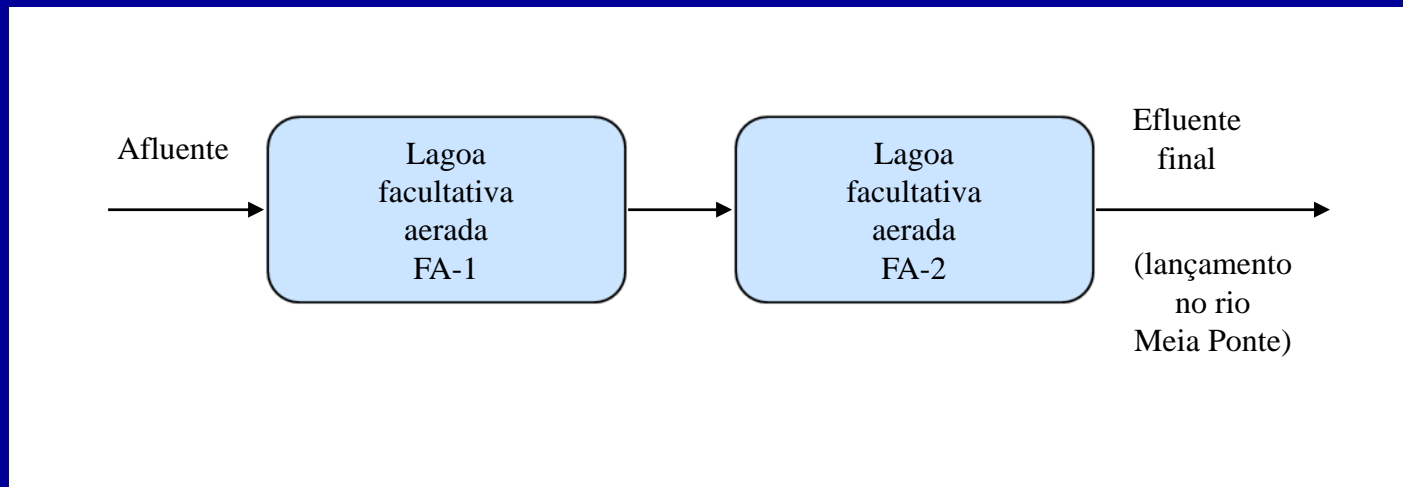 Afluente
Lagoa
facultativa
aerada
FA-1
Lagoa
facultativa
aerada
FA-2
Efluente
final
(lançamento
no rio
Meia Ponte)